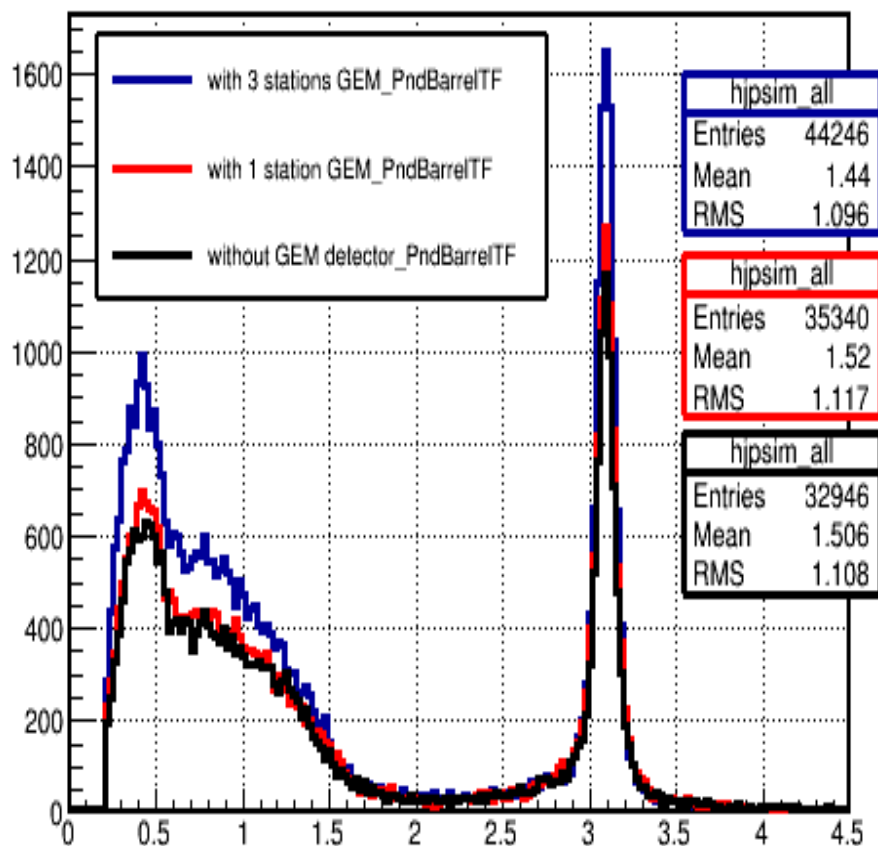 1600
1400
1200
1000
800
600
400
200
0
with 3 stations GEM_PndBarrelTF
with 1 station GEM_PndBarrelTF
without GEM detector_PndBarrelTF
hjpsim_all
Entries 44246
Mean 1.44
RMS 1.096
hjpsim_all
Entries 35340
Mean 1.52
RMS 1.117
hjpsim_all
Entries 32946
Mean 1.506
RMS 1.108
0 0.5 1 1.5 2 2.5 3 3.5 4 4.5